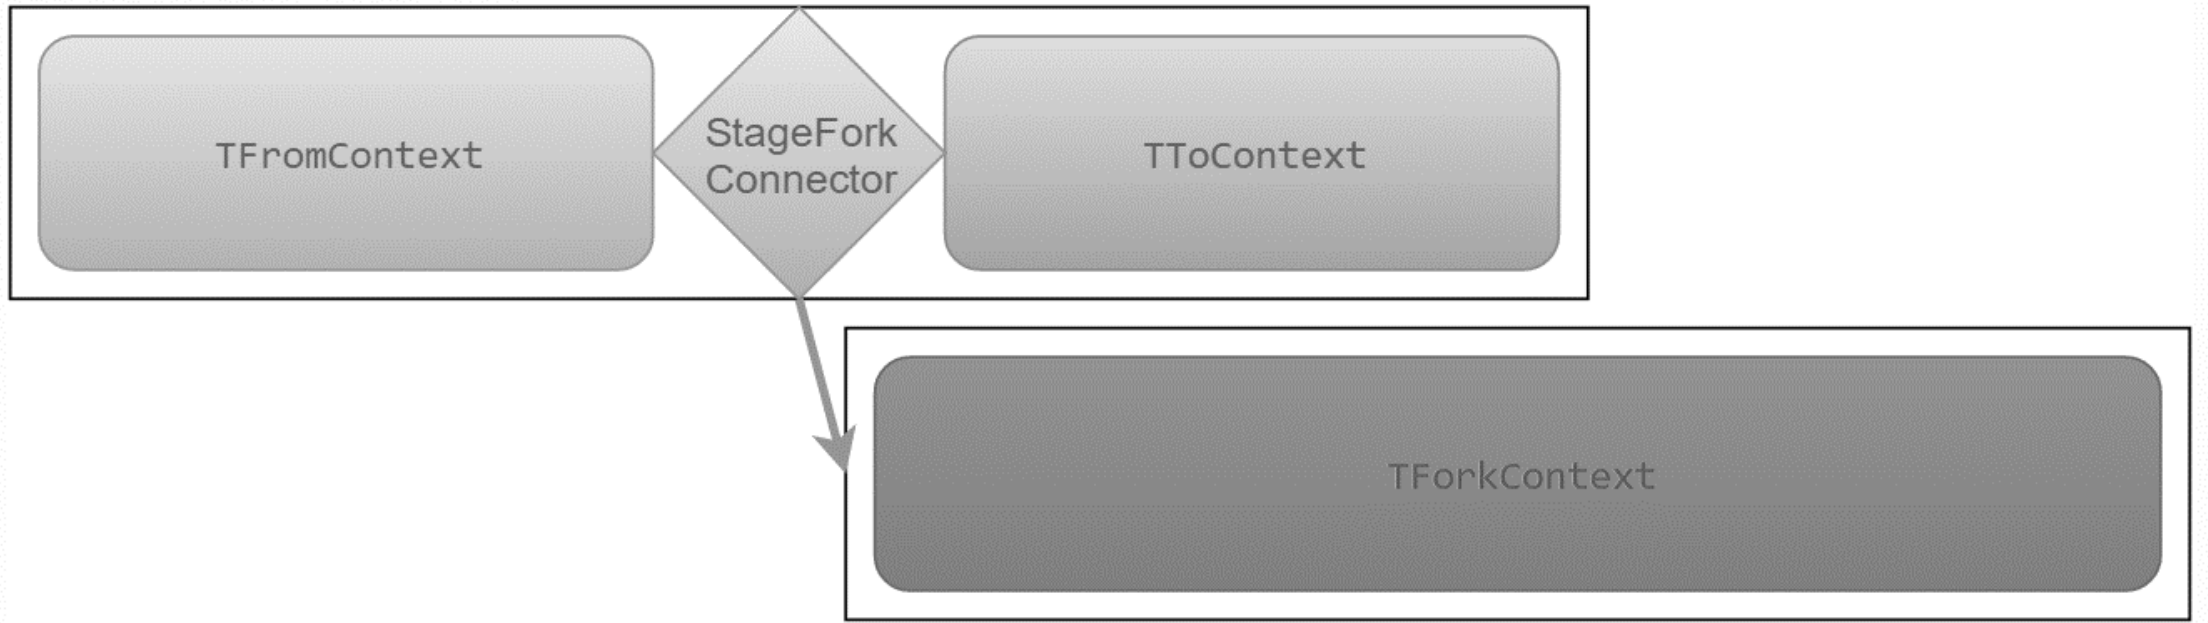 TFromContext
StageFork
Connector
TToContext
TForkContext